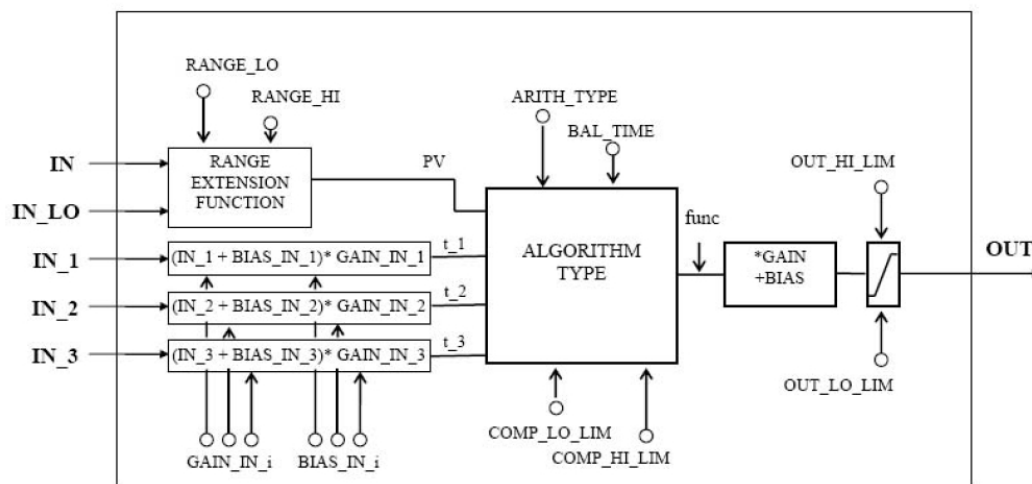 RANGE_LO
RANGE_HI
ARITH_TYPE
BAL_TIME
IN
RANGE
EXTENSION
FUNCTION
PV
OUT_HI_LIM
IN_LO
func
IN_1
(IN_1 + BIAS_IN_1)* GAIN_IN_1
t_1
ALGORITHM
TYPE
*GAIN
+BIAS
OUT
IN_2
(IN_2 + BIAS_IN_2)* GAIN_IN_2
t_2
IN_3
(IN_3 + BIAS_IN_3)* GAIN_IN_3
t_3
OUT_LO_LIM
COMP_LO_LIM
COMP_HI_LIM
GAIN_IN_i
BIAS_IN_i